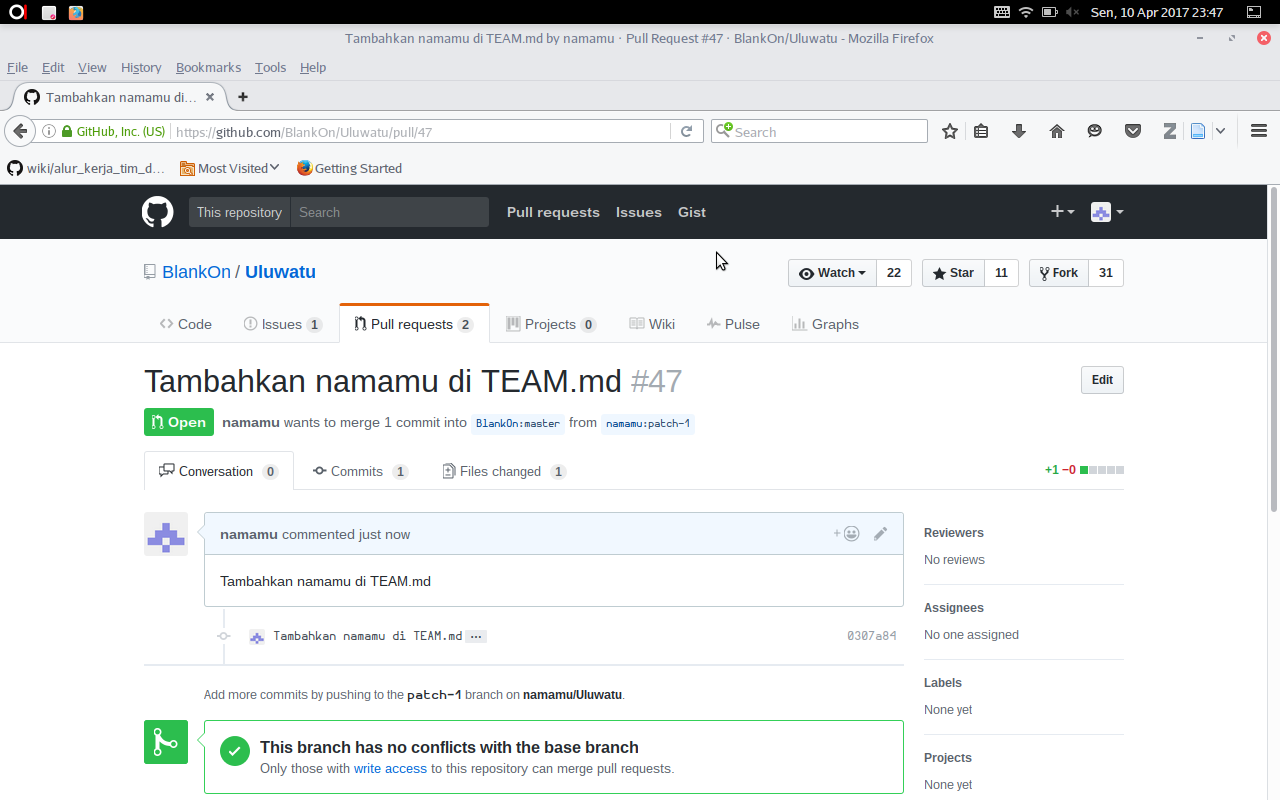 Sen, 10 Apr 2017 23:47
Tambahkan namamu di TEAM.md by namamu · Pull Request #47 · BlankOn/Uluwatu - Mozilla Firefox
File Edit View History Bookmarks Tools Help
Tambahkan namamu di...
GitHub, Inc. (US) https://github.com/BlankOn/Uluwatu/pull/47 Search
wiki/alur_kerja_tim_d... Most Visited Getting Started
This repository Search Pull requests Issues Gist
BlankOn / Uluwatu Watch 22 Star 11 Fork 31
Code Issues 1 Pull requests 2 Projects 0 Wiki Pulse Graphs
Tambahkan namamu di TEAM.md #47 Edit
Open namamu wants to merge 1 commit into BlankOn:master from namamu:patch-1
Conversation 0 Commits 1 Files changed 1 +1 −0
namamu commented just now
Tambahkan namamu di TEAM.md
Tambahkan namamu di TEAM.md ... 0307a84
Add more commits by pushing to the patch-1 branch on namamu/Uluwatu.
This branch has no conflicts with the base branch
Only those with write access to this repository can merge pull requests.
Reviewers
No reviews
Assignees
No one assigned
Labels
None yet
Projects
None yet